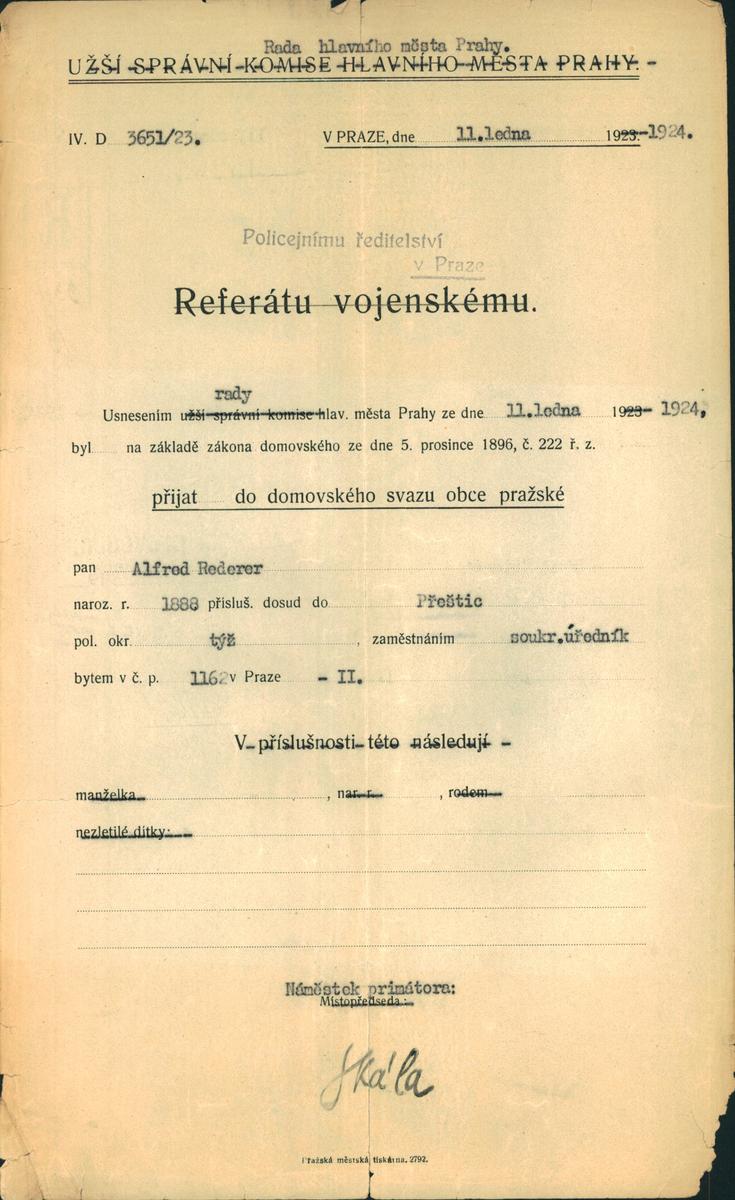 Rada hlavního města Prahy.
UŽŠÍ SPRÁVNÍ KOMISE HLAVNÍHO MĚSTA PRAHY. -
IV. D 3651/23. V PRAZE, dne 11.ledna 1923.-1924.
Policejnímu ředitelství
v Praze
Referátu vojenskému.
rady
Usnesením užší správní komise hlav. města Prahy ze dne 11.ledna 1923- 1924,
byl na základě zákona domovského ze dne 5. prosince 1896, č. 222 ř. z.
přijat do domovského svazu obce pražské
pan Alfred Rederer
naroz. r. 1888 přísluš. dosud do Přeštic
pol. okr. týž , zaměstnáním soukr.úředník
bytem v č. p. 1162 v Praze - II.
V příslušnosti této následují -
manželka , nar. r. , rodem
nezletilé dítky:
Náměstek primátora:
Místopředseda:
Skála
Pražská městská tiskárna. 2792.